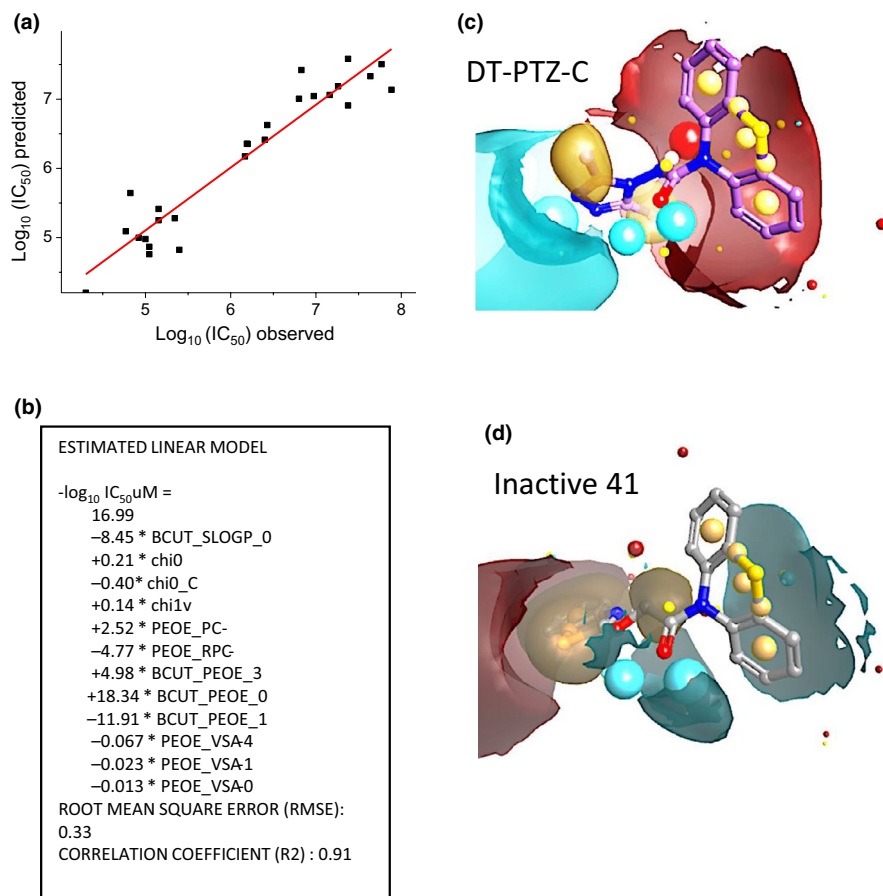 (a)
Log10 (IC50) predicted
7
6
5
5
6
7
8
Log10 (IC50) observed
(b)
ESTIMATED LINEAR MODEL
-log10 IC50uM =
16.99
–8.45 * BCUT_SLOGP_0
+0.21 * chi0
–0.40* chi0_C
+0.14 * chi1v
+2.52 * PEOE_PC-
–4.77 * PEOE_RPC-
+4.98 * BCUT_PEOE_3
+18.34 * BCUT_PEOE_0
–11.91 * BCUT_PEOE_1
–0.067 * PEOE_VSA-4
–0.023 * PEOE_VSA-1
–0.013 * PEOE_VSA-0
ROOT MEAN SQUARE ERROR (RMSE):
0.33
CORRELATION COEFFICIENT (R2) : 0.91
(c)
DT-PTZ-C
(d)
Inactive 41